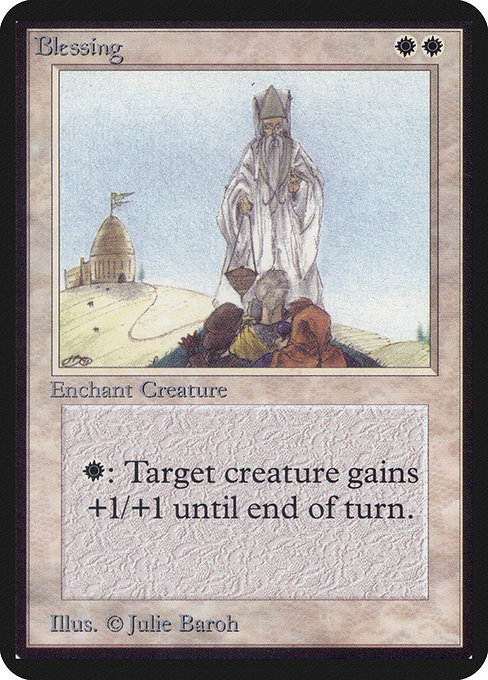 Blessing
Enchant Creature
: Target creature gains
+1/+1 until end of turn.
Illus. © Julie Baroh